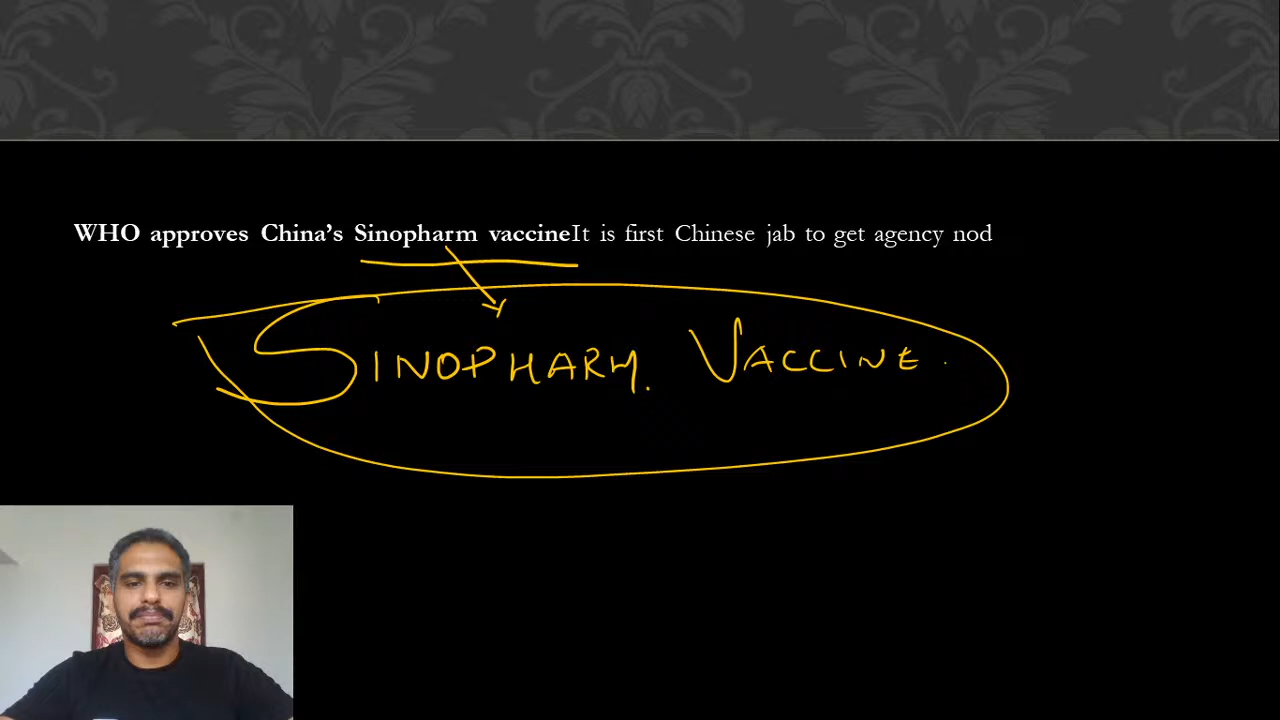 WHO approves China’s Sinopharm vaccineIt is first Chinese jab to get agency nod
SINOPHARM. VACCINE.